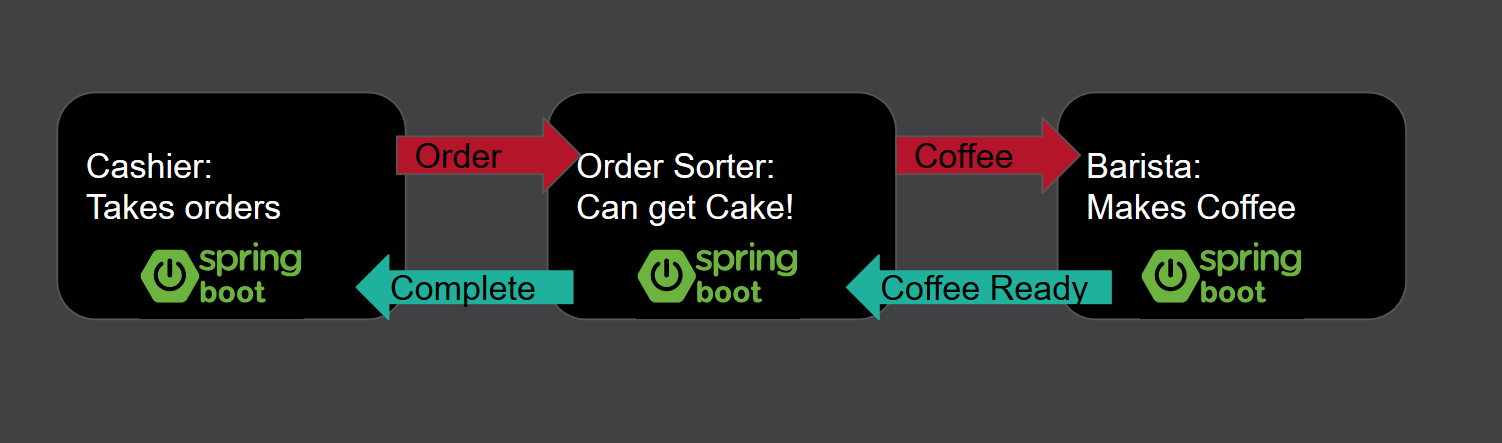 Cashier:
Takes orders
spring
boot
Order
Complete
Order Sorter:
Can get Cake!
spring
boot
Coffee
Coffee Ready
Barista:
Makes Coffee
spring
boot